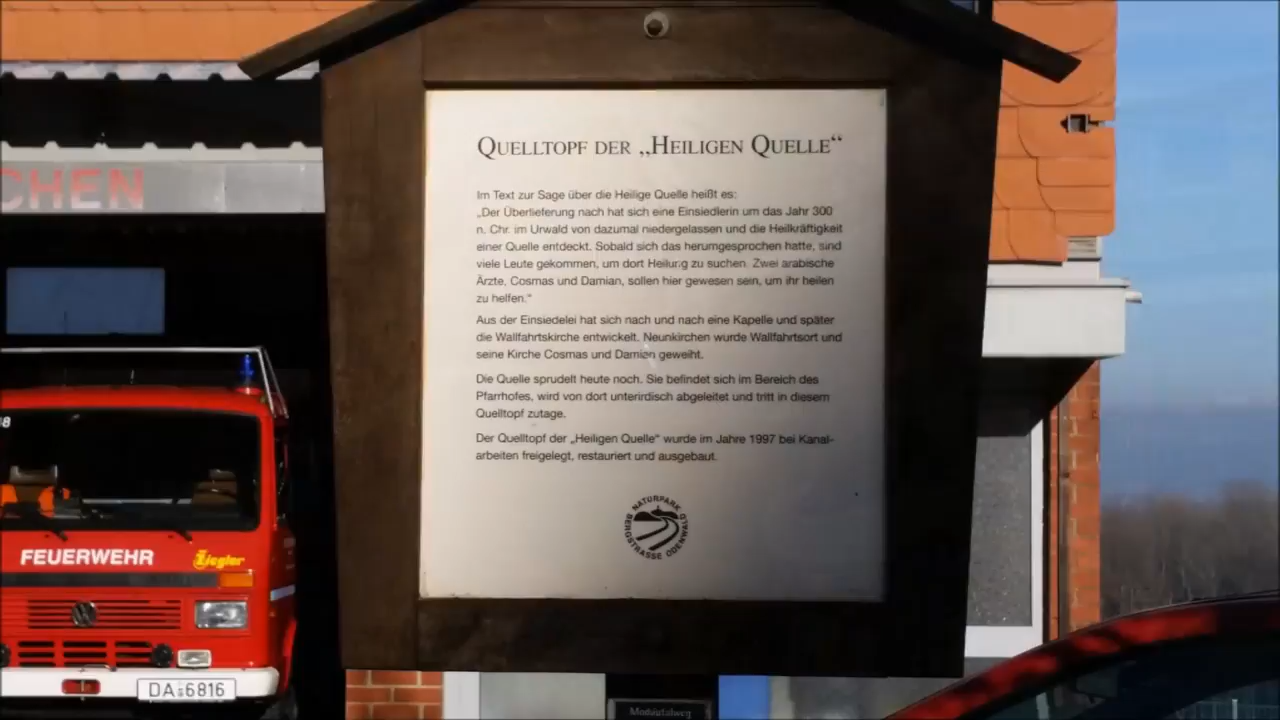 QUELLTOPF DER „HEILIGEN QUELLE“
Im Text zur Sage über die Heilige Quelle heißt es:
„Der Überlieferung nach hat sich eine Einsiedlerin um das Jahr 300
n. Chr. im Urwald von dazumal niedergelassen und die Heilkräftigkeit
einer Quelle entdeckt. Sobald sich das herumgesprochen hatte, sind
viele Leute gekommen, um dort Heilung zu suchen. Zwei arabische
Ärzte, Cosmas und Damian, sollen hier gewesen sein, um ihr heilen
zu helfen.“
Aus der Einsiedelei hat sich nach und nach eine Kapelle und später
die Wallfahrtskirche entwickelt. Neunkirchen wurde Wallfahrtsort und
seine Kirche Cosmas und Damian geweiht.
Die Quelle sprudelt heute noch. Sie befindet sich im Bereich des
Pfarrhofes, wird von dort unterirdisch abgeleitet und tritt in diesem
Quelltopf zutage.
Der Quelltopf der „Heiligen Quelle“ wurde im Jahre 1997 bei Kanal-
arbeiten freigelegt, restauriert und ausgebaut.
NATURPARK
BERGSTRASSE ODENWALD
CHEN
8
FEUERWEHR
Ziegler
DA 6816